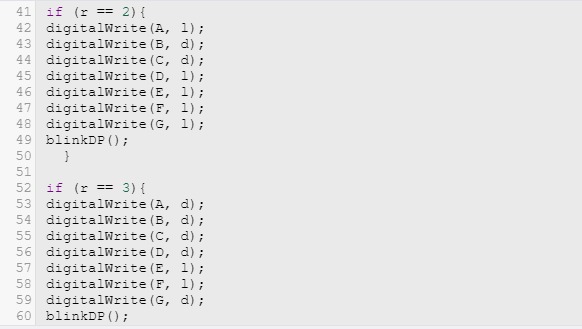 41 if (r == 2){
42 digitalWrite(A, l);
43 digitalWrite(B, d);
44 digitalWrite(C, d);
45 digitalWrite(D, l);
46 digitalWrite(E, l);
47 digitalWrite(F, l);
48 digitalWrite(G, l);
49 blinkDP();
50   }
51
52 if (r == 3){
53 digitalWrite(A, d);
54 digitalWrite(B, d);
55 digitalWrite(C, d);
56 digitalWrite(D, d);
57 digitalWrite(E, l);
58 digitalWrite(F, l);
59 digitalWrite(G, d);
60 blinkDP();